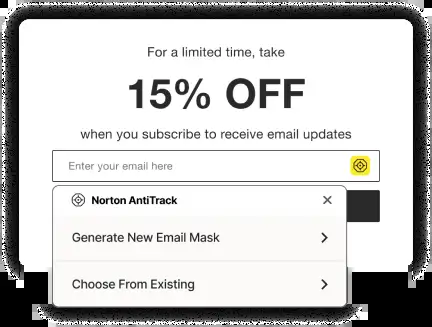 For a limited time, take
15% OFF
when you subscribe to receive email updates
Enter your email here
Norton AntiTrack
Generate New Email Mask
Choose From Existing